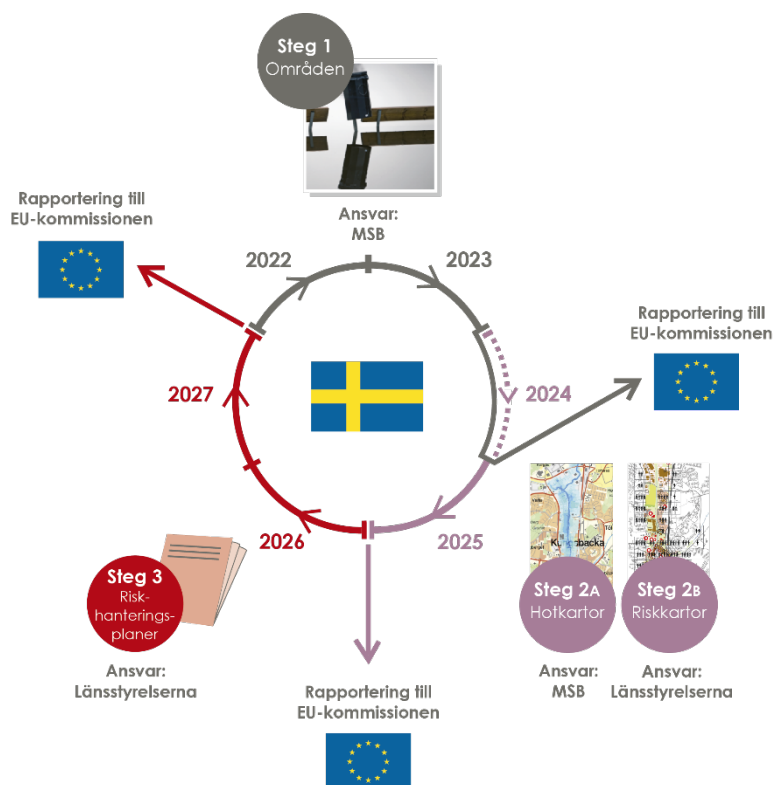 Steg 1
Områden
Ansvar:
MSB
Rapportering till
EU-kommissionen
2022
2023
Rapportering till
EU-kommissionen
2027
2024
2026
2025
Steg 3
Risk-
hanterings-
planer
Ansvar:
Länsstyrelserna
Steg 2A
Hotkartor
Ansvar:
MSB
Steg 2B
Riskkartor
Ansvar:
Länsstyrelserna
Rapportering till
EU-kommissionen